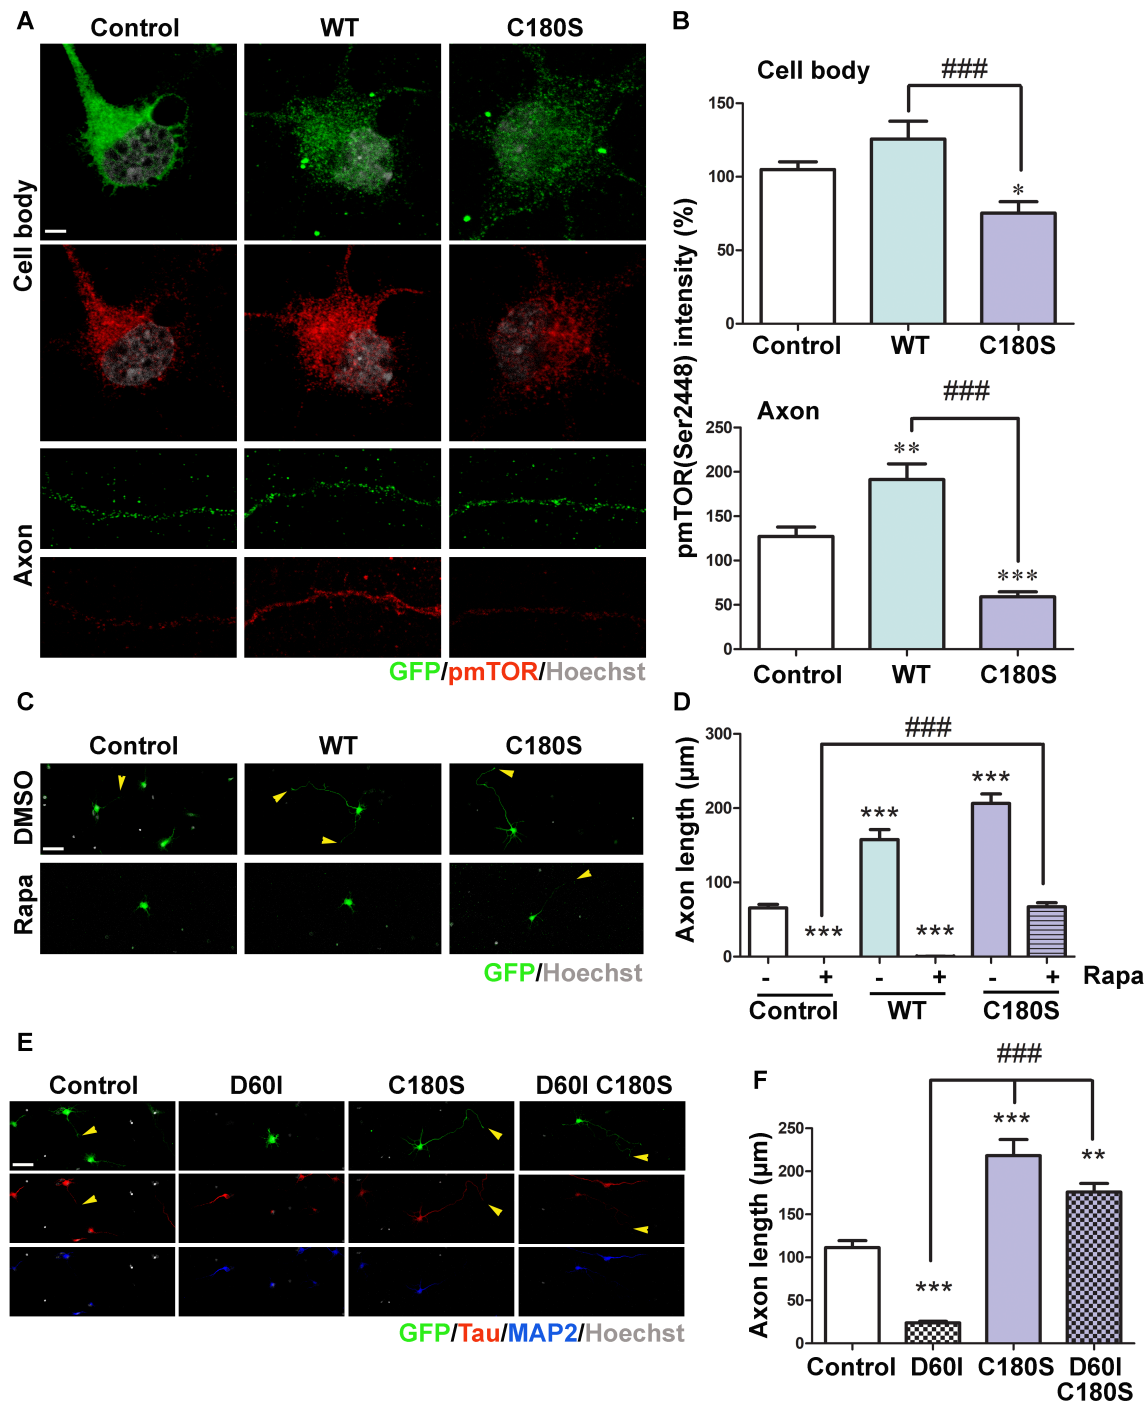 A
Control WT C180S
Cell body
Axon
GFP/pmTOR/Hoechst
B
Cell body
###
150
100
50
0
*
Control WT C180S
pmTOR(Ser2448) intensity (%)
Axon
###
250
200
150
100
50
0
**
***
Control WT C180S
C
Control WT C180S
DMSO
Rapa
GFP/Hoechst
D
###
Axon length (µm)
300
200
100
0
***
***
***
***
- + - + - + Rapa
Control WT C180S
E
Control D60I C180S D60I C180S
GFP/Tau/MAP2/Hoechst
F
###
Axon length (µm)
250
200
150
100
50
0
***
***
**
Control D60I C180S D60I
C180S